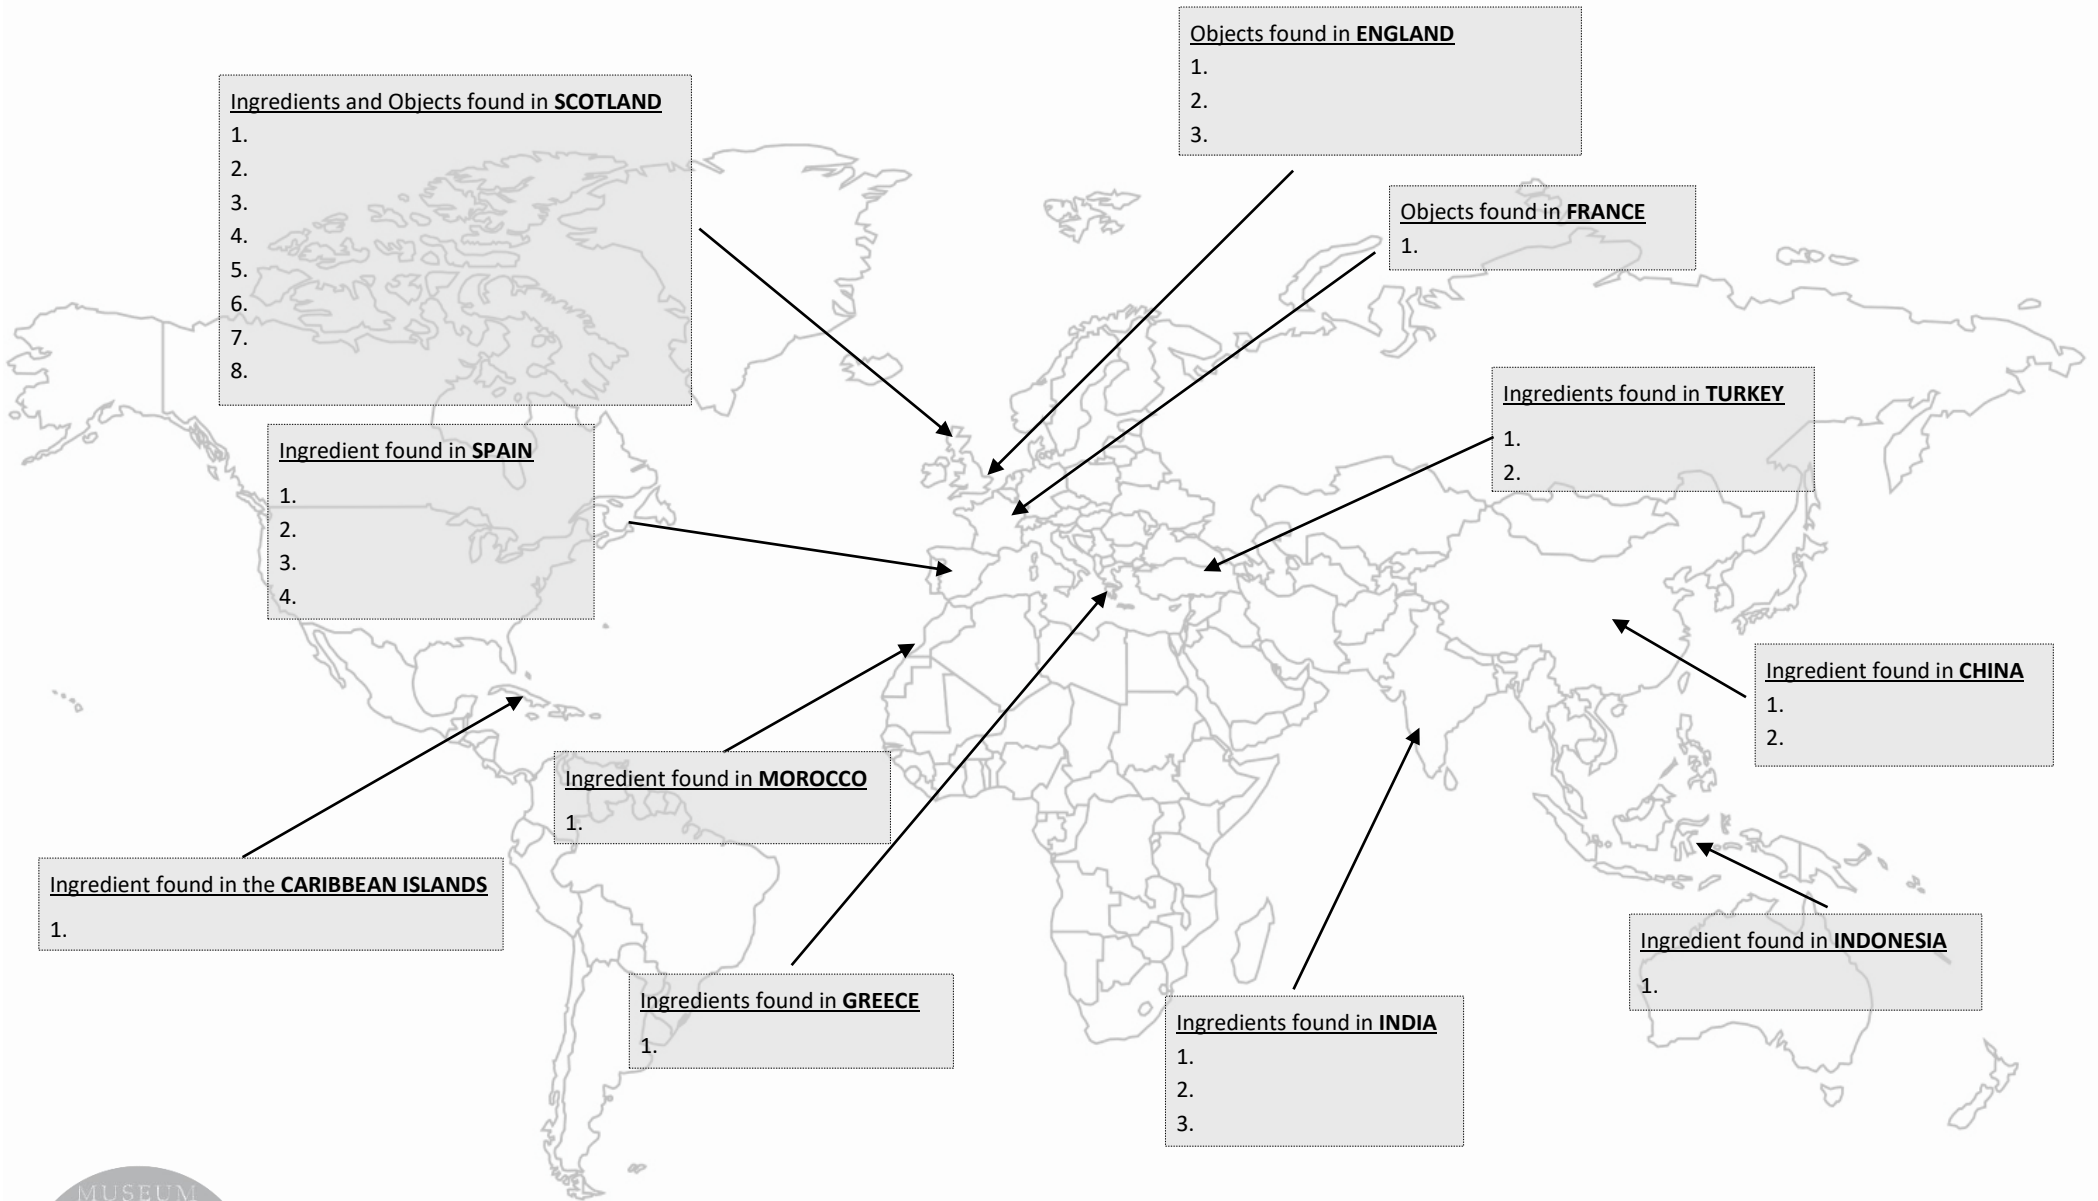 Objects found in ENGLAND
1.
2.
3.
Ingredients and Objects found in SCOTLAND
1.
2.
3.
4.
5.
6.
7.
8.
Objects found in FRANCE
1.
Ingredients found in TURKEY
1.
2.
Ingredient found in SPAIN
1.
2.
3.
4.
Ingredient found in CHINA
1.
2.
Ingredient found in MOROCCO
1.
Ingredient found in the CARIBBEAN ISLANDS
1.
Ingredient found in INDONESIA
1.
Ingredients found in GREECE
1.
Ingredients found in INDIA
1.
2.
3.
MUSEUM